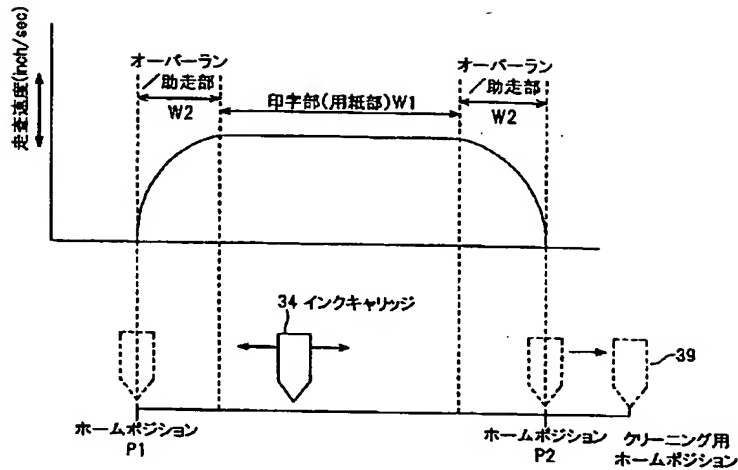 走査速度(inch/sec)
オーバーラン
／助走部
W2
印字部(用紙部)W1
オーバーラン
／助走部
W2
34 インクキャリッジ
39
ホームポジション
P1
ホームポジション
P2
クリーニング用
ホームポジション